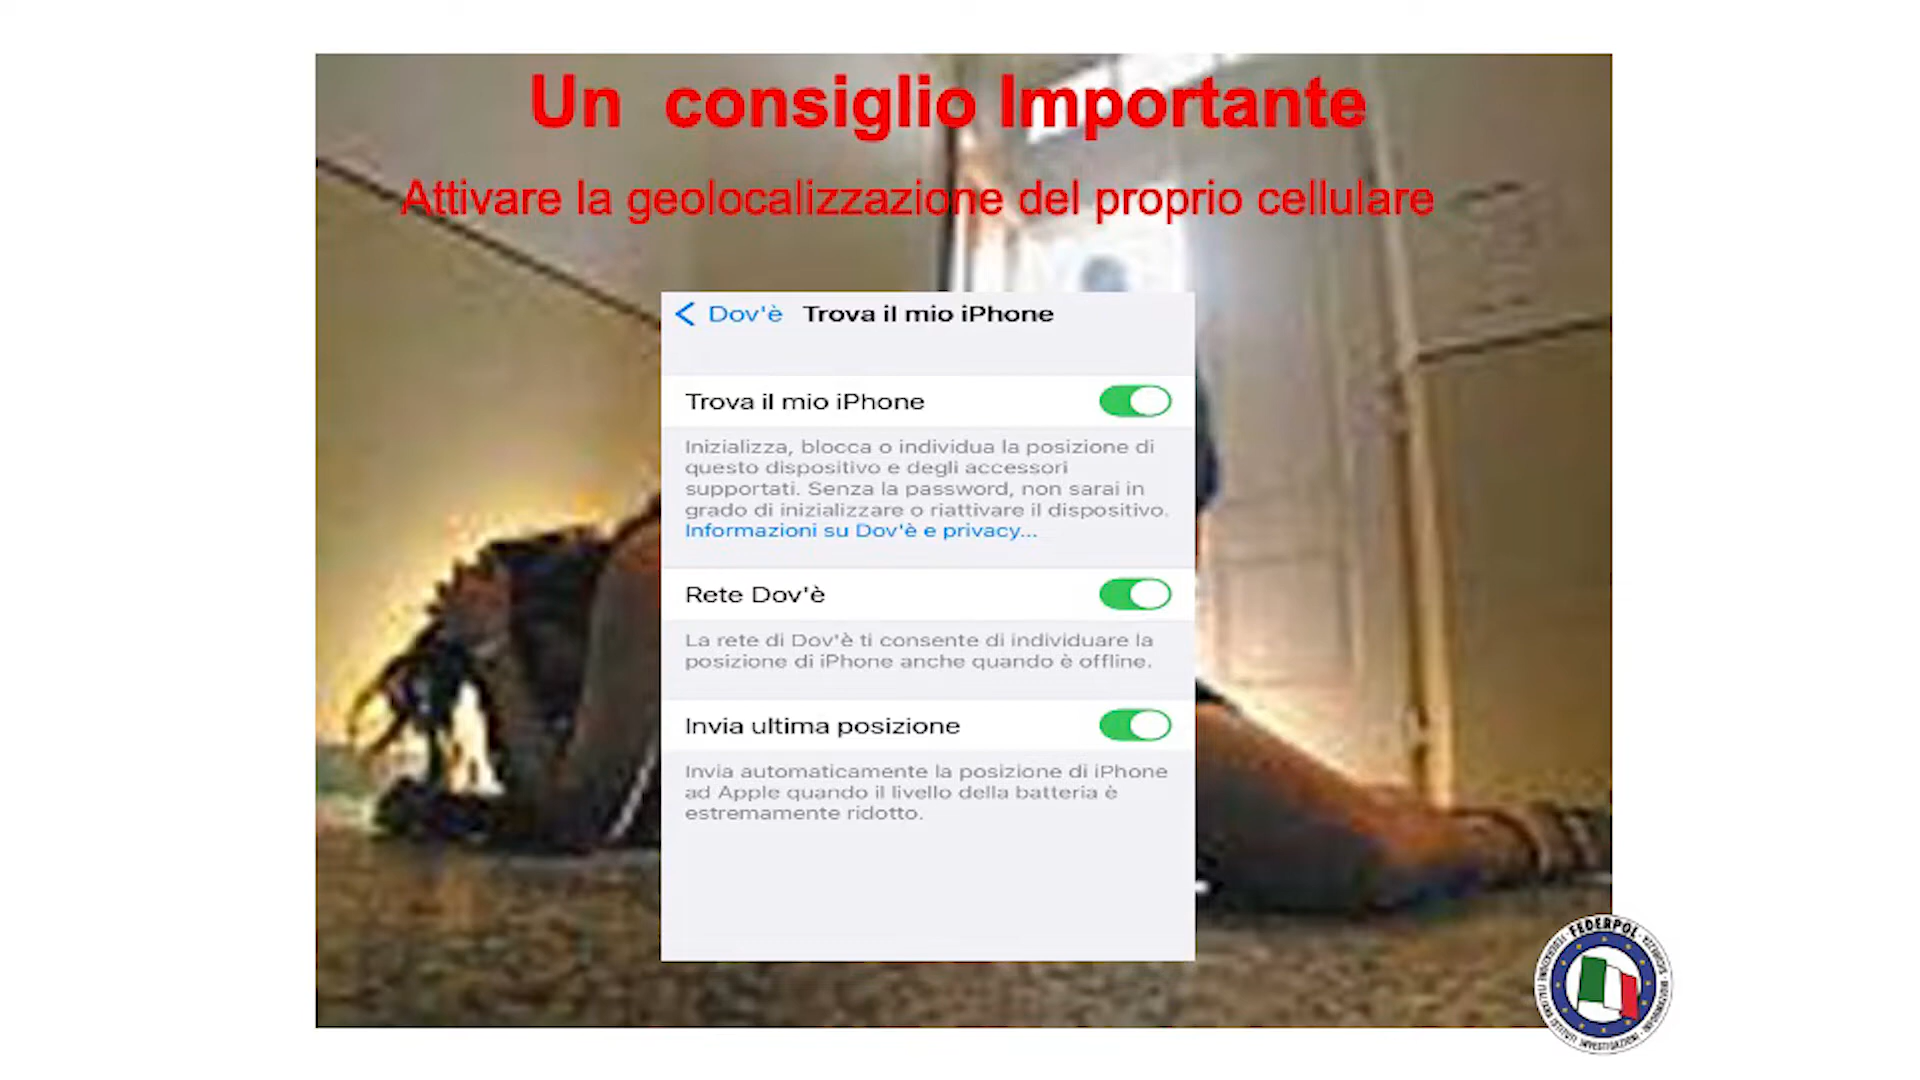 Un consiglio Importante
Attivare la geolocalizzazione del proprio cellulare
Dov'è Trova il mio iPhone
Trova il mio iPhone
Inizializza, blocca o individua la posizione di
questo dispositivo e degli accessori
supportati. Senza la password, non sarai in
grado di inizializzare o riattivare il dispositivo.
Informazioni su Dov'è e privacy...
Rete Dov'è
La rete di Dov'è ti consente di individuare la
posizione di iPhone anche quando è offline.
Invia ultima posizione
Invia automaticamente la posizione di iPhone
ad Apple quando il livello della batteria è
estremamente ridotto.
FEDERPOL